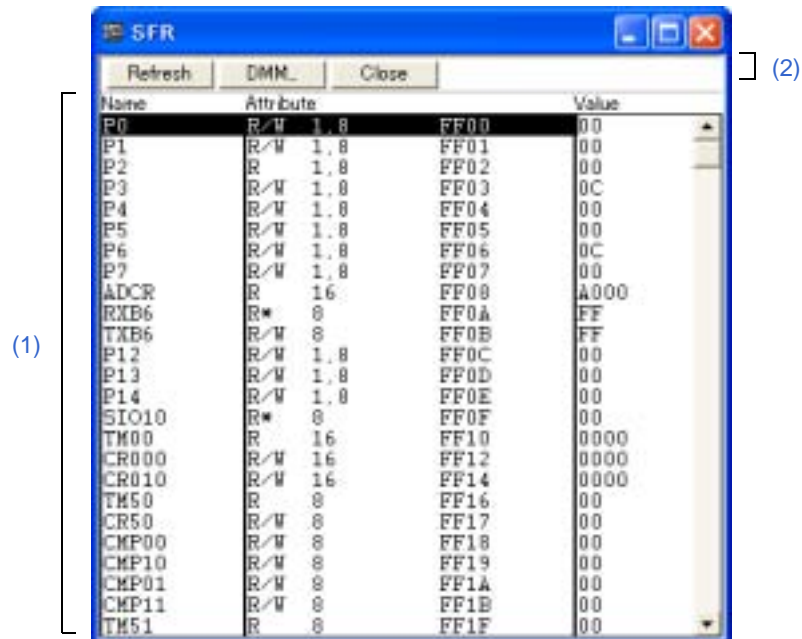 SFR
Refresh DMM... Close
(2)
Name Attribute Value
P0 R/W 1,8 FF00 00
P1 R/W 1,8 FF01 00
P2 R 1,8 FF02 00
P3 R/W 1,8 FF03 0C
P4 R/W 1,8 FF04 00
P5 R/W 1,8 FF05 00
P6 R/W 1,8 FF06 0C
P7 R/W 1,8 FF07 00
ADCR R 16 FF08 A000
RXB6 R* 8 FF0A FF
TXB6 R/W 8 FF0B FF
(1)
P12 R/W 1,8 FF0C 00
P13 R/W 1,8 FF0D 00
P14 R/W 1,8 FF0E 00
SIO10 R* 8 FF0F 00
TM00 R 16 FF10 0000
CR000 R/W 16 FF12 0000
CR010 R/W 16 FF14 0000
TM50 R 8 FF16 00
CR50 R/W 8 FF17 00
CMP00 R/W 8 FF18 00
CMP10 R/W 8 FF19 00
CMP01 R/W 8 FF1A 00
CMP11 R/W 8 FF1B 00
TM51 R 8 FF1F 00